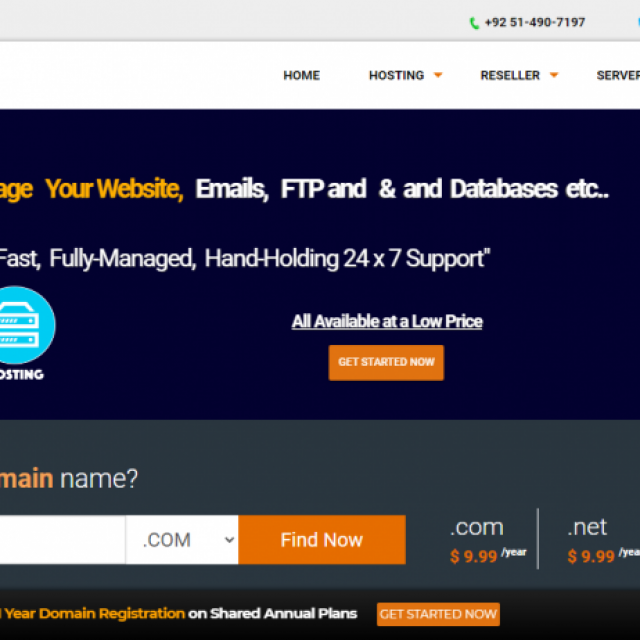 +92 51-490-7197
HOME HOSTING RESELLER SERVER
age Your Website, Emails, FTP and & and Databases etc..
Fast, Fully-Managed, Hand-Holding 24 x 7 Support"
All Available at a Low Price
OSTING
GET STARTED NOW
main name?
.COM Find Now
.com .net
$ 9.99 /year $ 9.99 /yea
Year Domain Registration on Shared Annual Plans GET STARTED NOW